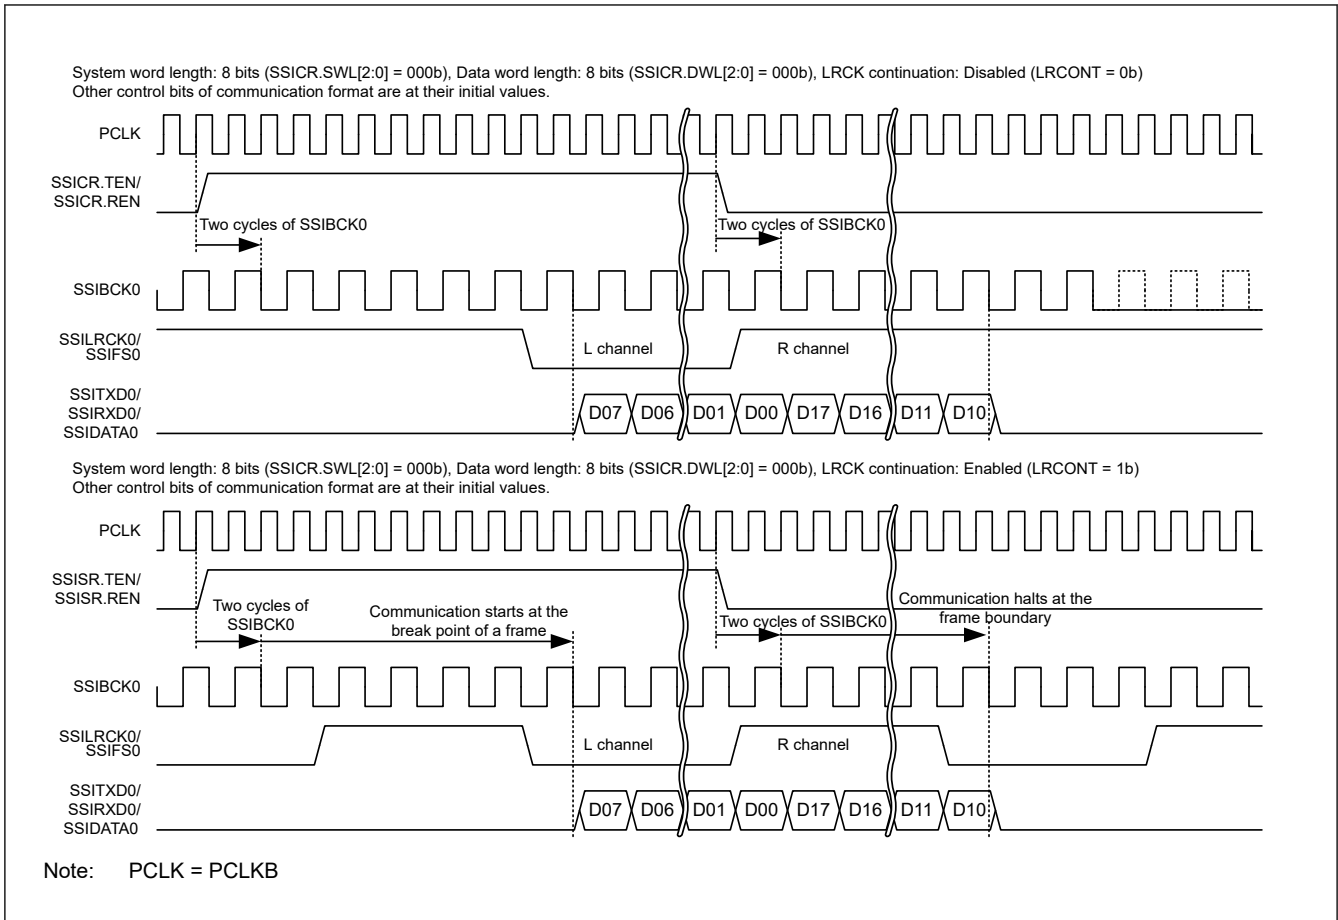 System word length: 8 bits (SSICR.SWL[2:0] = 000b), Data word length: 8 bits (SSICR.DWL[2:0] = 000b), LRCK continuation: Disabled (LRCONT = 0b)
Other control bits of communication format are at their initial values.
PCLK
SSICR.TEN/
SSICR.REN
Two cycles of SSIBCK0
Two cycles of SSIBCK0
SSIBCK0
SSILRCK0/
SSIFS0
L channel
R channel
SSITXD0/
SSIRXD0/
SSIDATA0
D07 D06 D01 D00 D17 D16 D11 D10
System word length: 8 bits (SSICR.SWL[2:0] = 000b), Data word length: 8 bits (SSICR.DWL[2:0] = 000b), LRCK continuation: Enabled (LRCONT = 1b)
Other control bits of communication format are at their initial values.
PCLK
SSISR.TEN/
SSISR.REN
Two cycles of
SSIBCK0
Communication starts at the
break point of a frame
Two cycles of SSIBCK0
Communication halts at the
frame boundary
SSIBCK0
SSILRCK0/
SSIFS0
L channel
R channel
SSITXD0/
SSIRXD0/
SSIDATA0
D07 D06 D01 D00 D17 D16 D11 D10
Note: PCLK = PCLKB